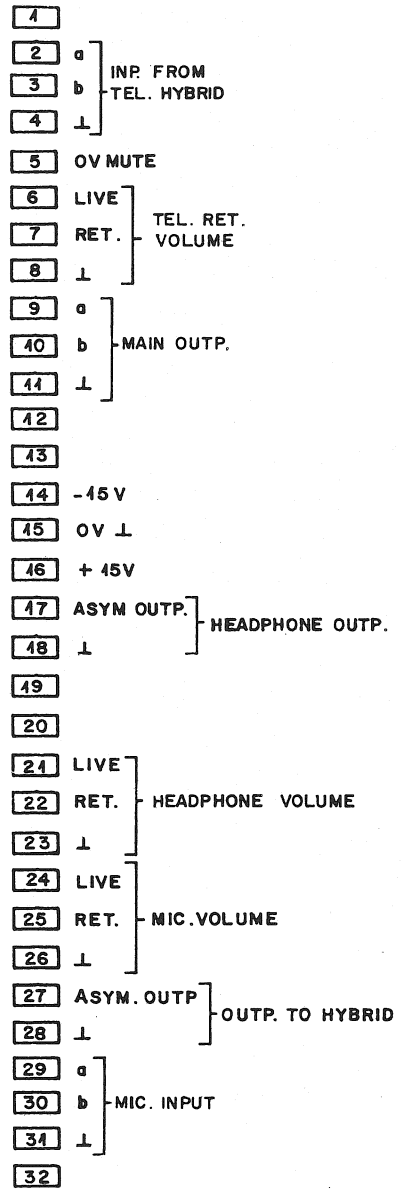 1
2 a
3 b
4 ⊥
INP. FROM
TEL. HYBRID
5 OV MUTE
6 LIVE
7 RET.
8 ⊥
TEL. RET.
VOLUME
9 a
10 b
11 ⊥
MAIN OUTP.
12
13
14 -15 V
15 OV ⊥
16 + 15V
17 ASYM OUTP.
18 ⊥
HEADPHONE OUTP.
19
20
21 LIVE
22 RET.
23 ⊥
HEADPHONE VOLUME
24 LIVE
25 RET.
26 ⊥
MIC.VOLUME
27 ASYM. OUTP
28 ⊥
OUTP. TO HYBRID
29 a
30 b
31 ⊥
MIC. INPUT
32